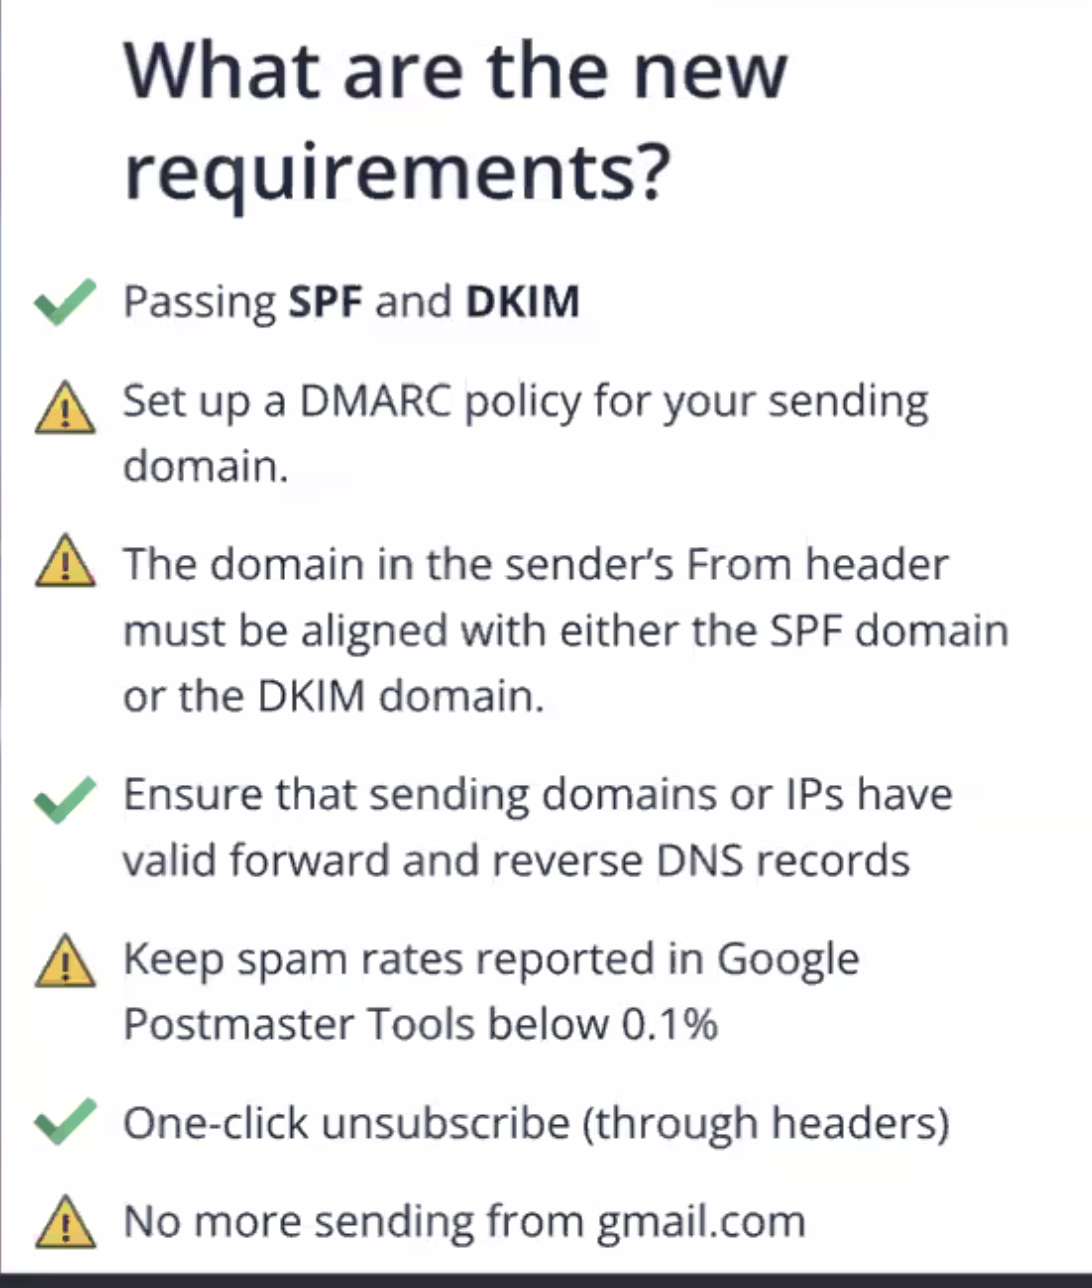 What are the new
requirements?
Passing SPF and DKIM
Set up a DMARC policy for your sending
domain.
The domain in the sender’s From header
must be aligned with either the SPF domain
or the DKIM domain.
Ensure that sending domains or IPs have
valid forward and reverse DNS records
Keep spam rates reported in Google
Postmaster Tools below 0.1%
One-click unsubscribe (through headers)
No more sending from gmail.com